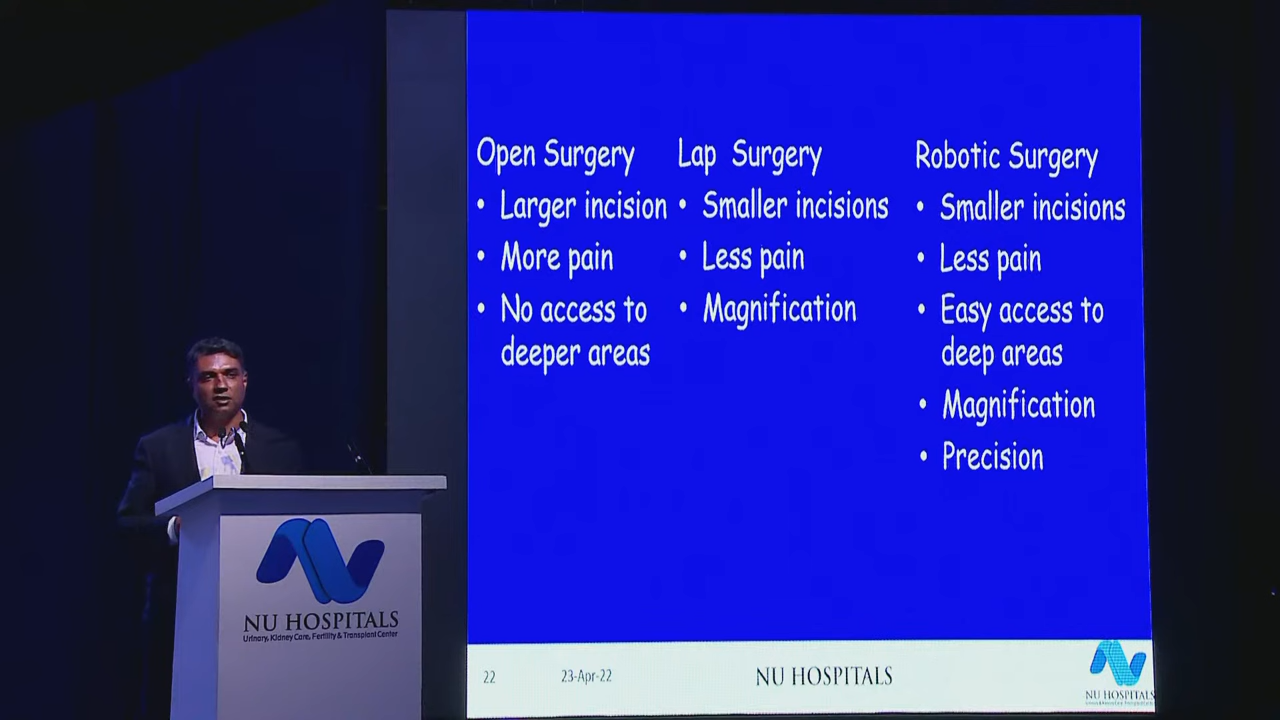 Open Surgery
• Larger incision
• More pain
• No access to
deeper areas
Lap Surgery
• Smaller incisions
• Less pain
• Magnification
Robotic Surgery
• Smaller incisions
• Less pain
• Easy access to
deep areas
• Magnification
• Precision
NU HOSPITALS
Urinary, Kidney Care, Fertility & Transplant Center
22
23-Apr-22
NU HOSPITALS
NU HOSPITALS